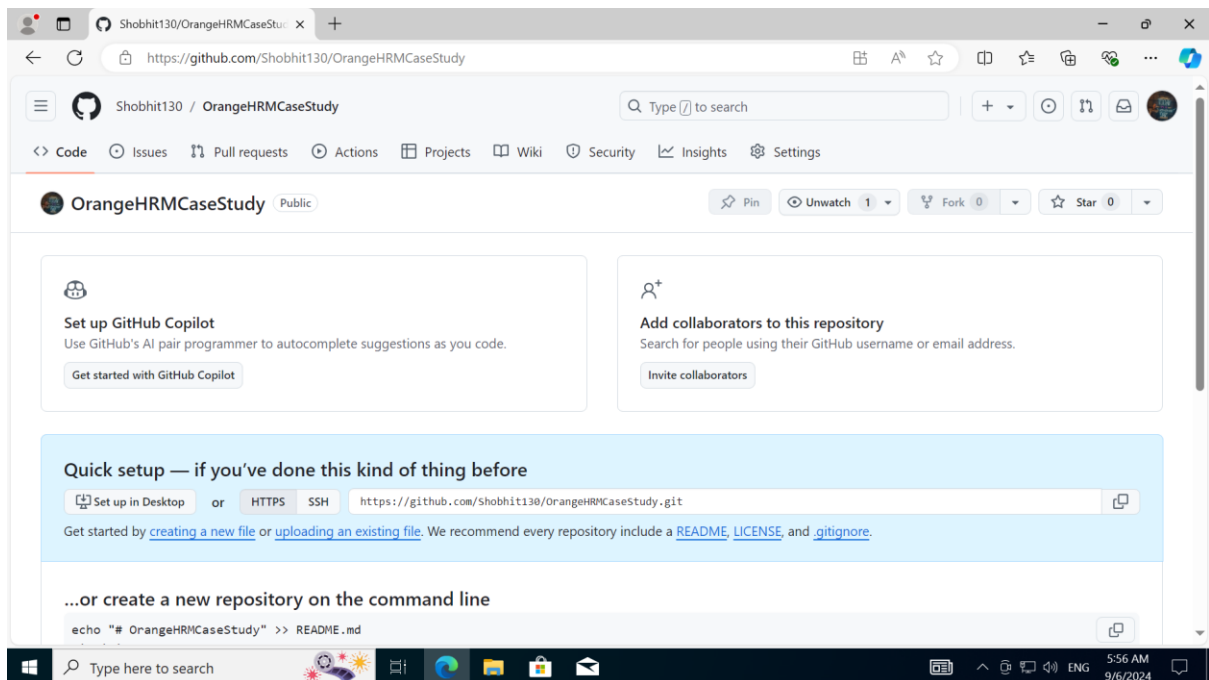 Shobhit130/OrangeHRMCaseStuc
https://github.com/Shobhit130/OrangeHRMCaseStudy
Shobhit130 / OrangeHRMCaseStudy
Type / to search
Code Issues Pull requests Actions Projects Wiki Security Insights Settings
OrangeHRMCaseStudy Public
Pin Unwatch 1 Fork 0 Star 0
Set up GitHub Copilot
Use GitHub's AI pair programmer to autocomplete suggestions as you code.
Get started with GitHub Copilot
Add collaborators to this repository
Search for people using their GitHub username or email address.
Invite collaborators
Quick setup — if you've done this kind of thing before
Set up in Desktop or HTTPS SSH https://github.com/Shobhit130/OrangeHRMCaseStudy.git
Get started by creating a new file or uploading an existing file. We recommend every repository include a README, LICENSE, and .gitignore.
...or create a new repository on the command line
echo "# OrangeHRMCaseStudy" >> README.md
Type here to search
ENG
5:56 AM
9/6/2024